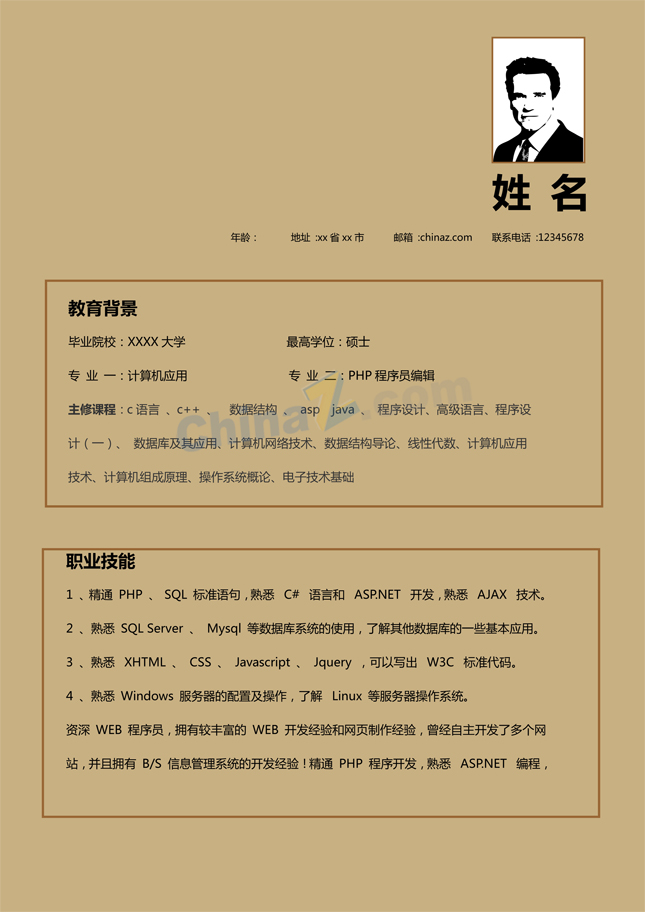 姓 名
年龄： 地址 :xx 省 xx 市 邮箱 :chinaz.com 联系电话 :12345678
教育背景
毕业院校：XXXX 大学 最高学位：硕士
专 业 一：计算机应用 专 业 二：PHP 程序员编辑
主修课程：c 语言 、c++ 、 数据结构 、 asp java 、 程序设计、高级语言、程序设
计（一）、 数据库及其应用、计算机网络技术、数据结构导论、线性代数、计算机应用
技术、计算机组成原理、操作系统概论、电子技术基础
ChinaZ.com
职业技能
1 、精通 PHP 、 SQL 标准语句，熟悉 C# 语言和 ASP.NET 开发，熟悉 AJAX 技术。
2 、熟悉 SQL Server 、 Mysql 等数据库系统的使用，了解其他数据库的一些基本应用。
3 、熟悉 XHTML 、 CSS 、 Javascript 、 Jquery ，可以写出 W3C 标准代码。
4 、熟悉 Windows 服务器的配置及操作，了解 Linux 等服务器操作系统。
资深 WEB 程序员，拥有较丰富的 WEB 开发经验和网页制作经验，曾经自主开发了多个网
站，并且拥有 B/S 信息管理系统的开发经验！精通 PHP 程序开发，熟悉 ASP.NET 编程，